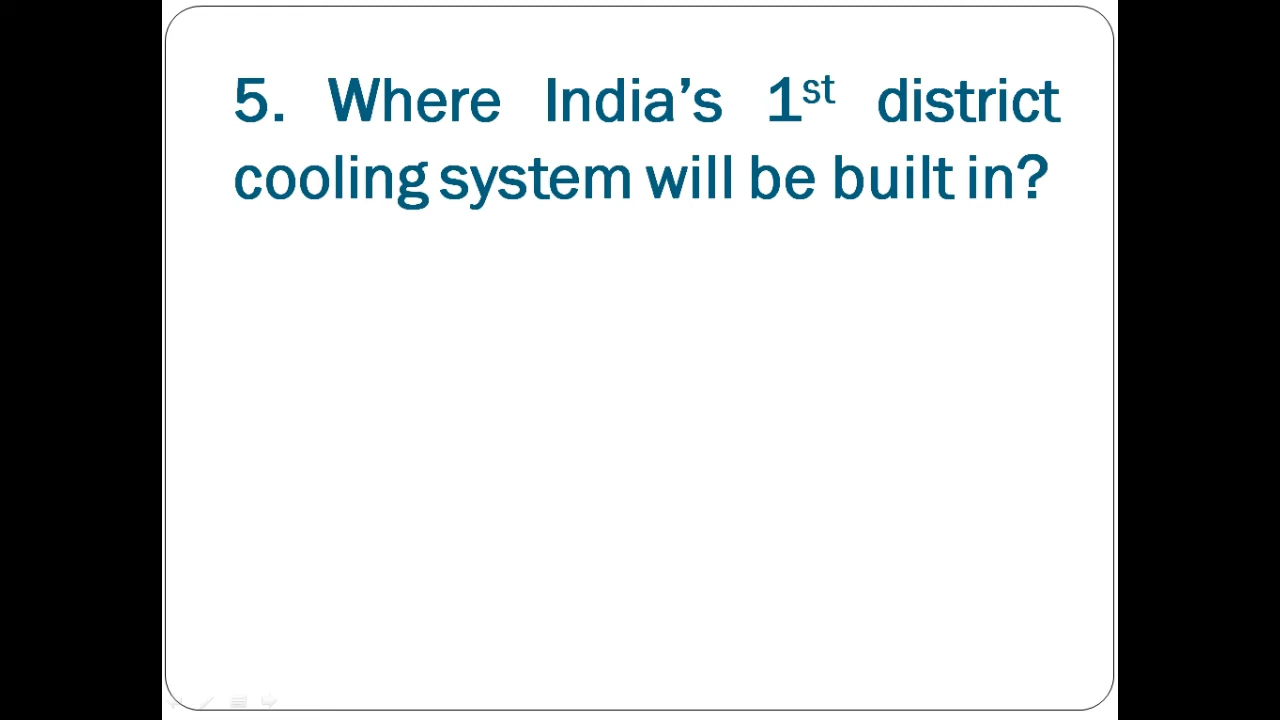 5. Where India’s 1st district
cooling system will be built in?